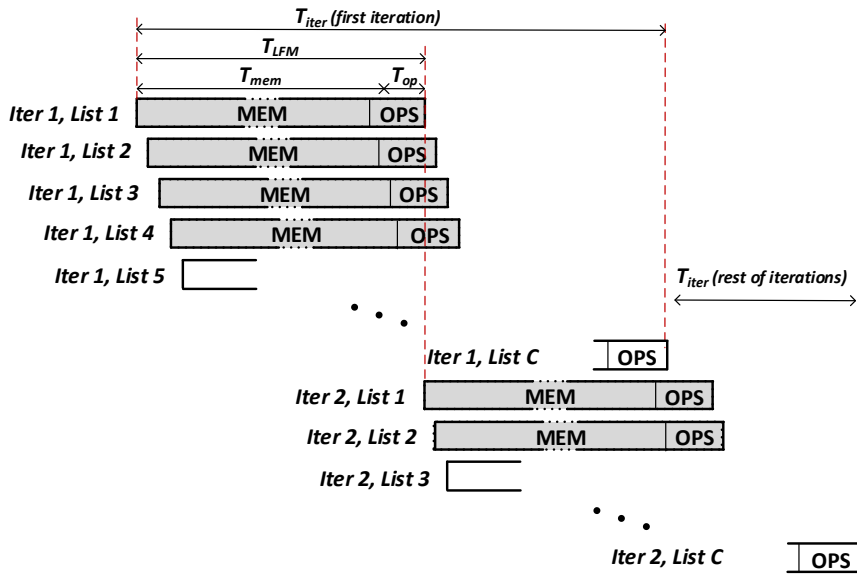 T_iter (first iteration)
T_LFM
T_mem T_op
Iter 1, List 1 MEM OPS
Iter 1, List 2 MEM OPS
Iter 1, List 3 MEM OPS
Iter 1, List 4 MEM OPS
Iter 1, List 5
T_iter (rest of iterations)
Iter 1, List C OPS
Iter 2, List 1 MEM OPS
Iter 2, List 2 MEM OPS
Iter 2, List 3
Iter 2, List C OPS